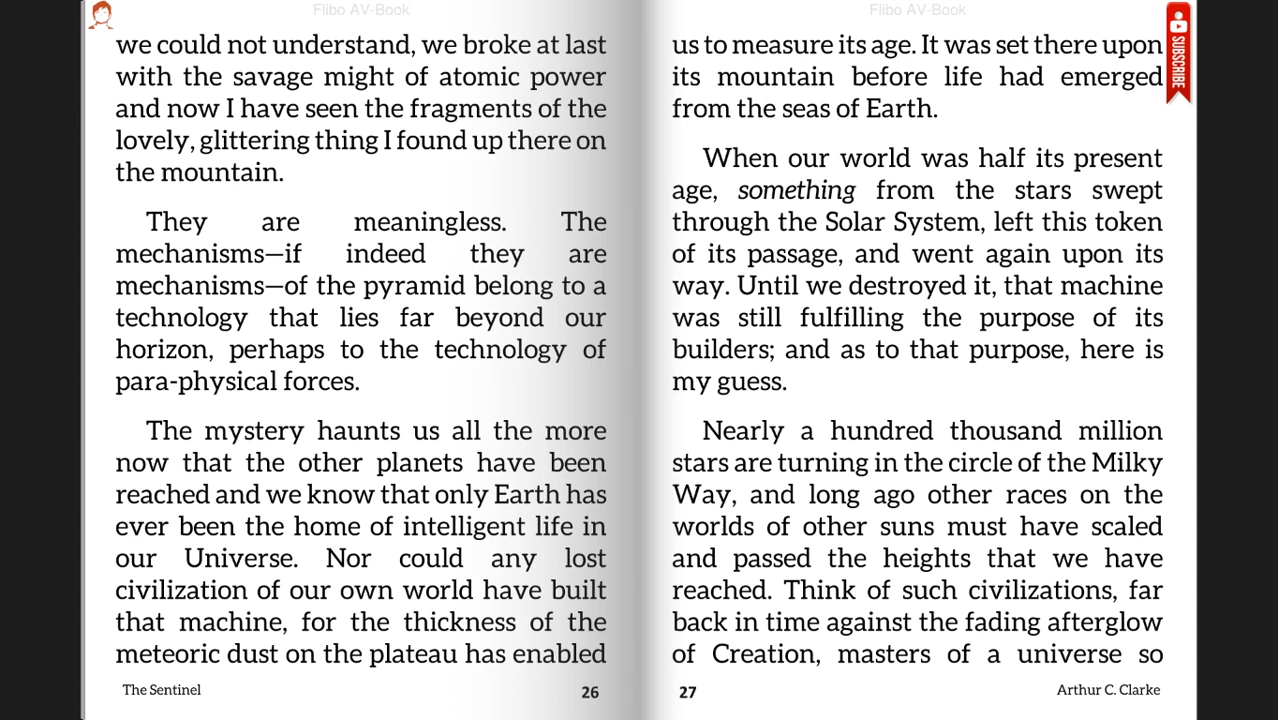 Flibo AV-Book
we could not understand, we broke at last
with the savage might of atomic power
and now I have seen the fragments of the
lovely, glittering thing I found up there on
the mountain.
They are meaningless. The
mechanisms—if indeed they are
mechanisms—of the pyramid belong to a
technology that lies far beyond our
horizon, perhaps to the technology of
para-physical forces.
The mystery haunts us all the more
now that the other planets have been
reached and we know that only Earth has
ever been the home of intelligent life in
our Universe. Nor could any lost
civilization of our own world have built
that machine, for the thickness of the
meteoric dust on the plateau has enabled
The Sentinel
26
Flibo AV-Book
us to measure its age. It was set there upon
its mountain before life had emerged
from the seas of Earth.
When our world was half its present
age, something from the stars swept
through the Solar System, left this token
of its passage, and went again upon its
way. Until we destroyed it, that machine
was still fulfilling the purpose of its
builders; and as to that purpose, here is
my guess.
Nearly a hundred thousand million
stars are turning in the circle of the Milky
Way, and long ago other races on the
worlds of other suns must have scaled
and passed the heights that we have
reached. Think of such civilizations, far
back in time against the fading afterglow
of Creation, masters of a universe so
27
Arthur C. Clarke
SUBSCRIBE